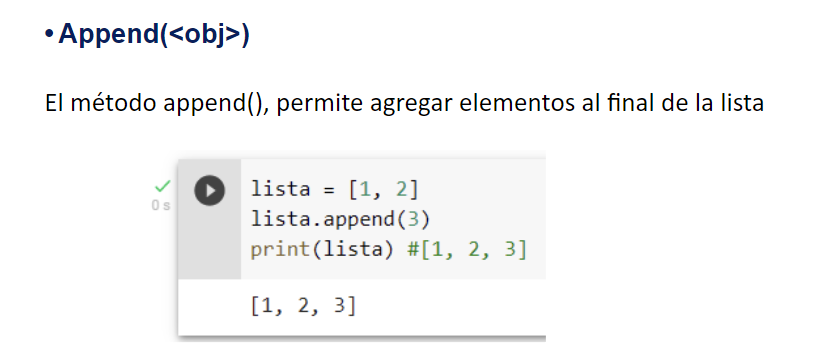 • Append(<obj>)
El método append(), permite agregar elementos al final de la lista
lista = [1, 2]
0 s
lista.append(3)
print(lista) #[1, 2, 3]
[1, 2, 3]